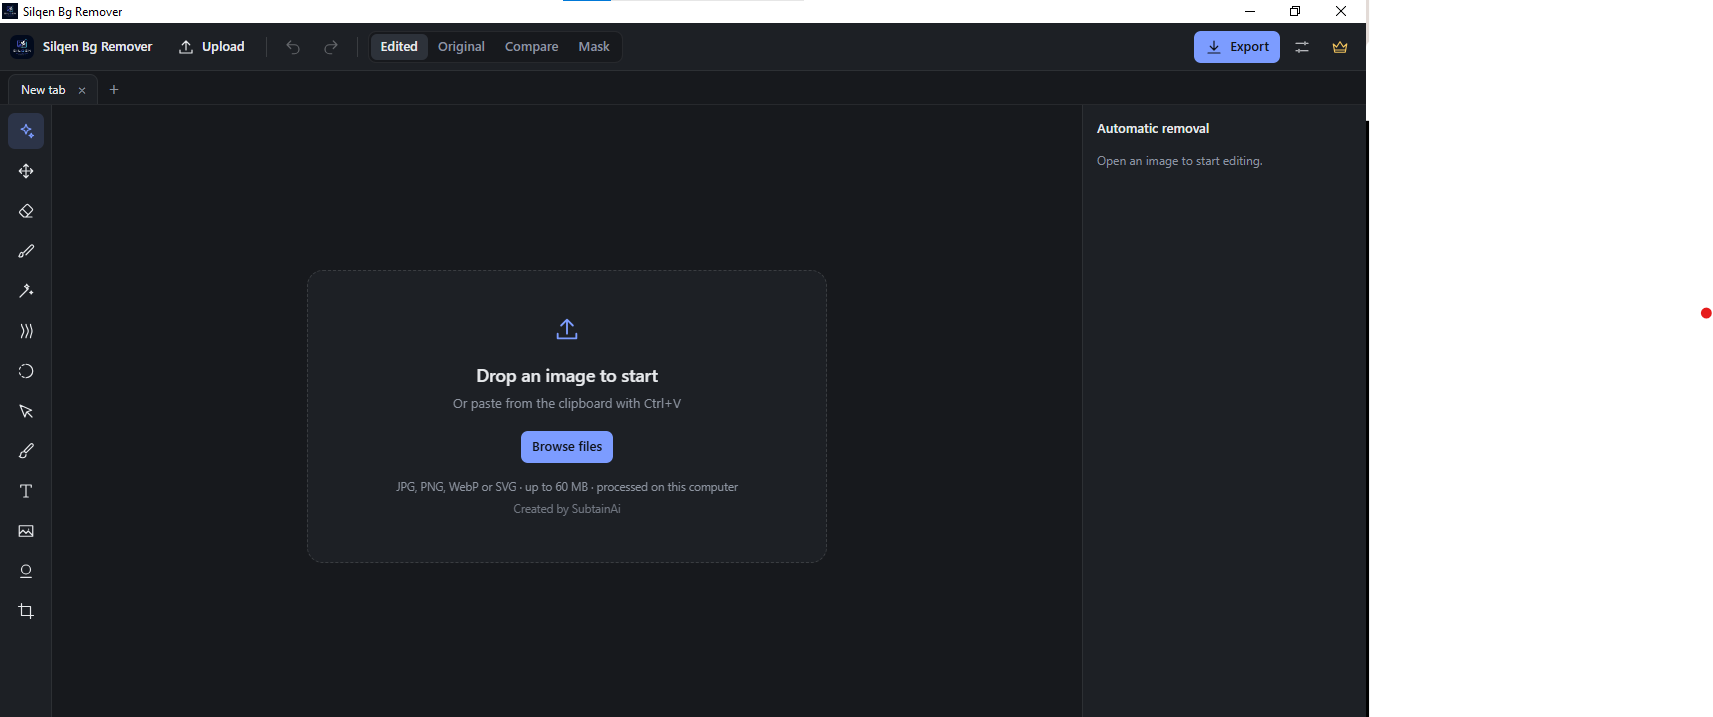 Silqen Bg Remover
Silqen Bg Remover
Upload
Edited
Original
Compare
Mask
Export
New tab
Automatic removal
Open an image to start editing.
Drop an image to start
Or paste from the clipboard with Ctrl+V
Browse files
JPG, PNG, WebP or SVG · up to 60 MB · processed on this computer
Created by SubtainAi